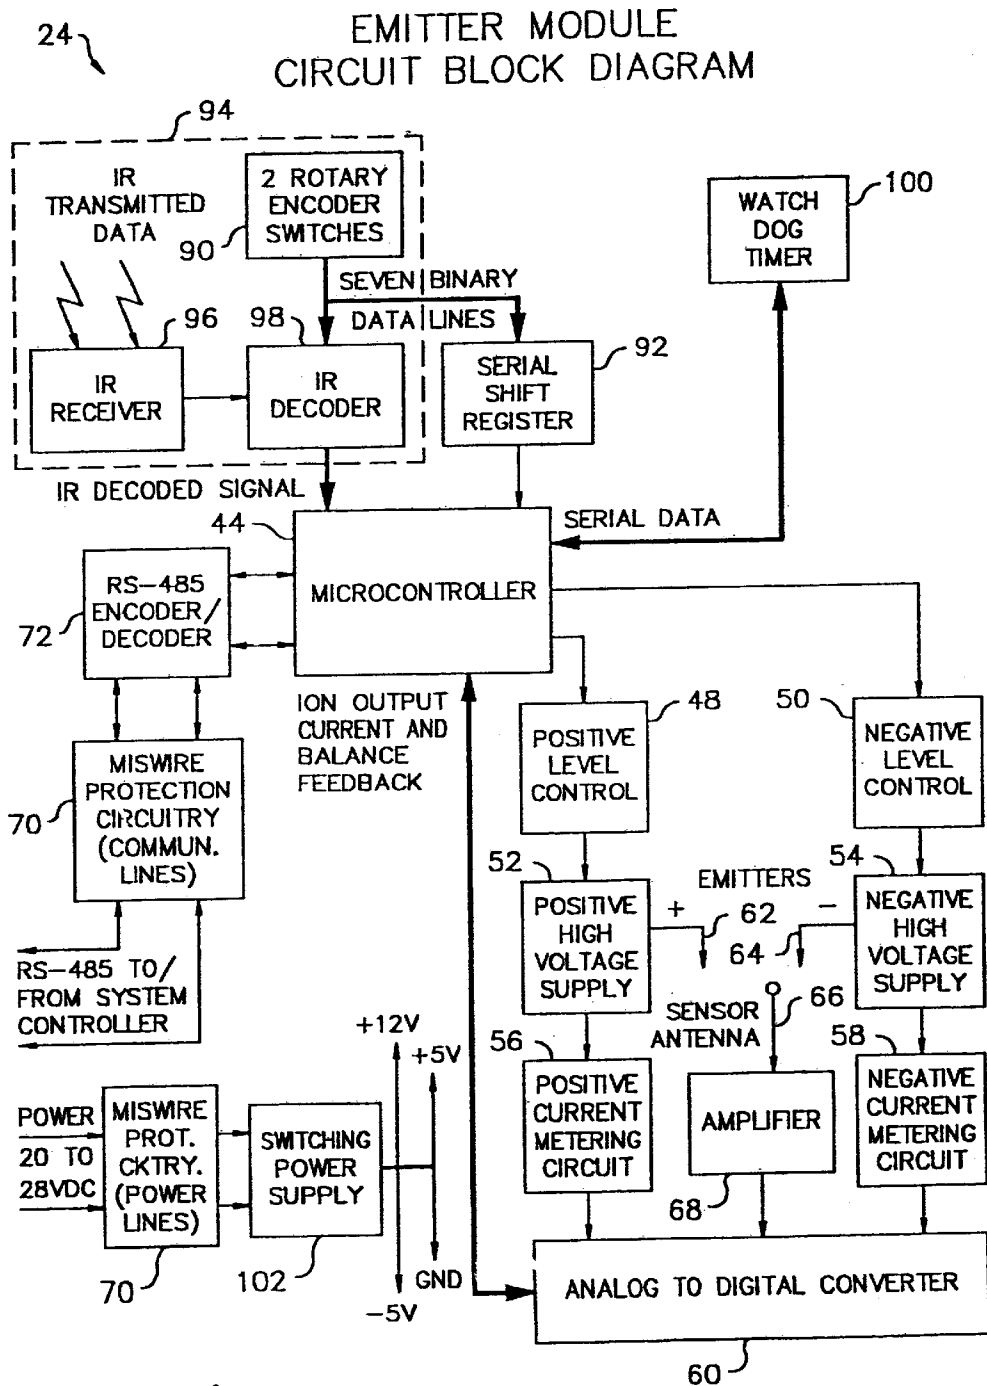 EMITTER MODULE
CIRCUIT BLOCK DIAGRAM
24
94
IR
TRANSMITTED
DATA
2 ROTARY
ENCODER
SWITCHES
90
WATCH
DOG
TIMER
100
SEVEN BINARY
DATA LINES
96
98
92
IR
RECEIVER
IR
DECODER
SERIAL
SHIFT
REGISTER
IR DECODED SIGNAL
44
SERIAL DATA
MICROCONTROLLER
RS-485
ENCODER/
DECODER
72
ION OUTPUT
CURRENT AND
BALANCE
FEEDBACK
48
50
POSITIVE
LEVEL
CONTROL
NEGATIVE
LEVEL
CONTROL
MISWIRE
PROTECTION
CIRCUITRY
(COMMUN.
LINES)
70
52
54
EMITTERS
POSITIVE
HIGH
VOLTAGE
SUPPLY
+
62
−
64
NEGATIVE
HIGH
VOLTAGE
SUPPLY
RS-485 TO/
FROM SYSTEM
CONTROLLER
SENSOR
ANTENNA
66
56
58
+12V
+5V
POSITIVE
CURRENT
METERING
CIRCUIT
AMPLIFIER
68
NEGATIVE
CURRENT
METERING
CIRCUIT
POWER
20 TO
28VDC
MISWIRE
PROT.
CKTRY.
(POWER
LINES)
70
SWITCHING
POWER
SUPPLY
102
GND
-5V
ANALOG TO DIGITAL CONVERTER
60